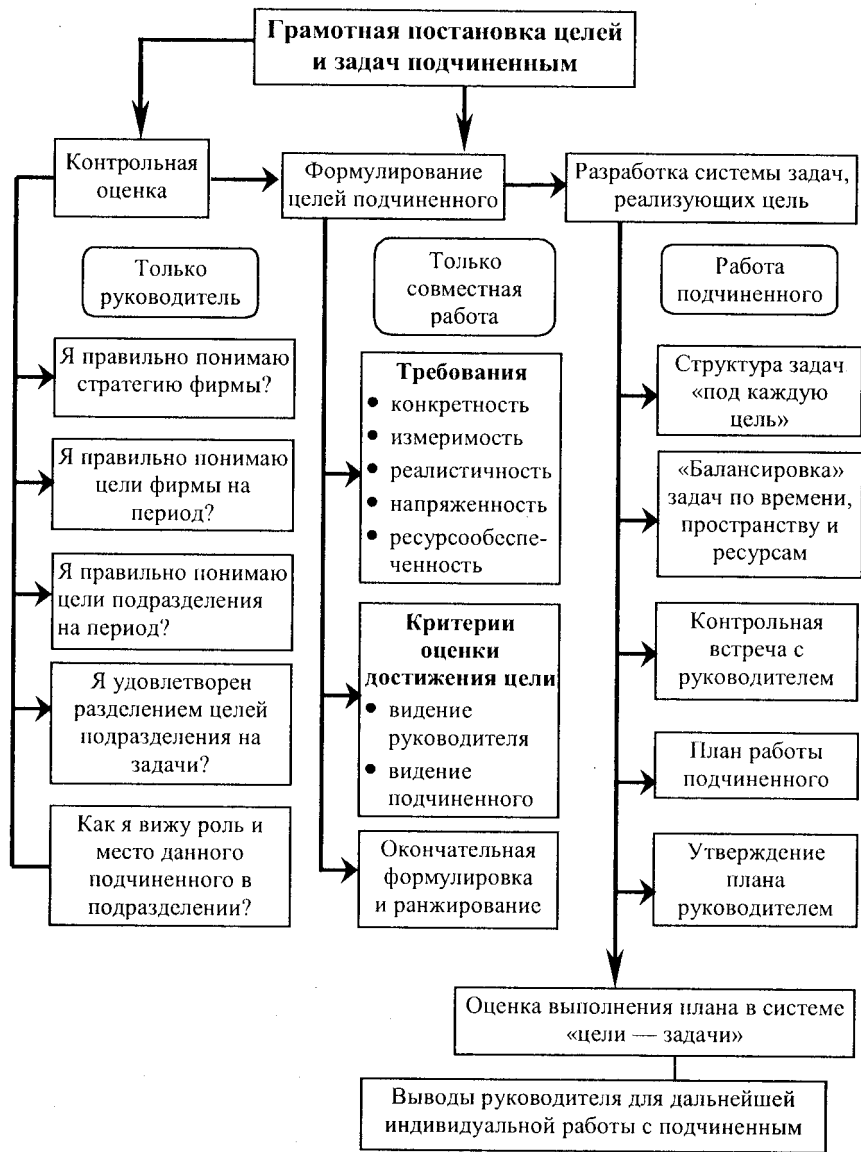 Грамотная постановка целей
и задач подчиненным
Контрольная
оценка
Формулирование
целей подчиненного
Разработка системы задач,
реализующих цель
Только
руководитель
Только
совместная
работа
Работа
подчиненного
Я правильно понимаю
стратегию фирмы?
Я правильно понимаю
цели фирмы на
период?
Я правильно понимаю
цели подразделения
на период?
Я удовлетворен
разделением целей
подразделения на
задачи?
Как я вижу роль и
место данного
подчиненного в
подразделении?
Требования
• конкретность
• измеримость
• реалистичность
• напряженность
• ресурсообеспе-
ченность
Критерии
оценки
достижения цели
• видение
руководителя
• видение
подчиненного
Окончательная
формулировка
и ранжирование
Структура задач
«под каждую
цель»
«Балансировка»
задач по времени,
пространству и
ресурсам
Контрольная
встреча с
руководителем
План работы
подчиненного
Утверждение
плана
руководителем
Оценка выполнения плана в системе
«цели — задачи»
Выводы руководителя для дальнейшей
индивидуальной работы с подчиненным